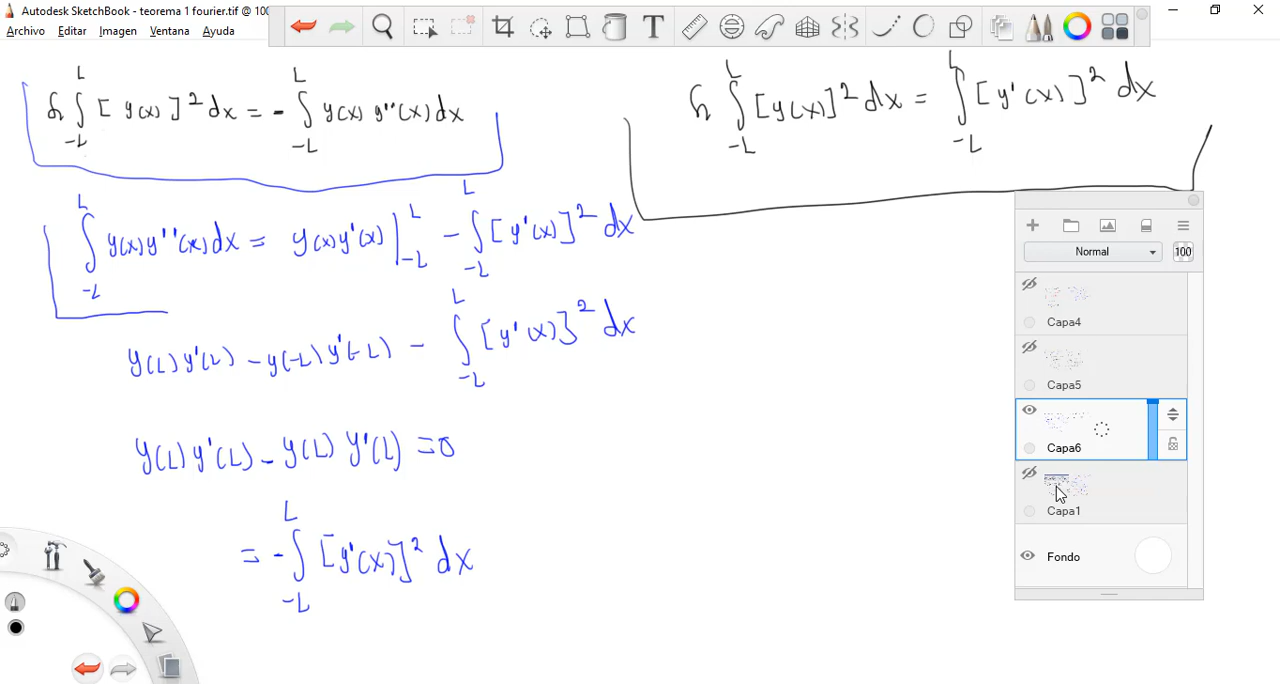 Autodesk SketchBook - teorema 1 fourier.tif @ 100
Archivo Editar Imagen Ventana Ayuda
ᏽ ∫_{-L}^{L} [y(x)]² dx = - ∫_{-L}^{L} y(x) y''(x) dx
ᏽ ∫_{-L}^{L} [y(x)]² dx = ∫_{-L}^{L} [y'(x)]² dx
∫_{-L}^{L} y(x) y''(x) dx = y(x) y'(x) |_{-L}^{L} - ∫_{-L}^{L} [y'(x)]² dx
y(L) y'(L) - y(-L) y'(-L) - ∫_{-L}^{L} [y'(x)]² dx
y(L) y'(L) - y(L) y'(L) = 0
= - ∫_{-L}^{L} [y'(x)]² dx
Normal 100
Capa4
Capa5
Capa6
Capa1
Fondo